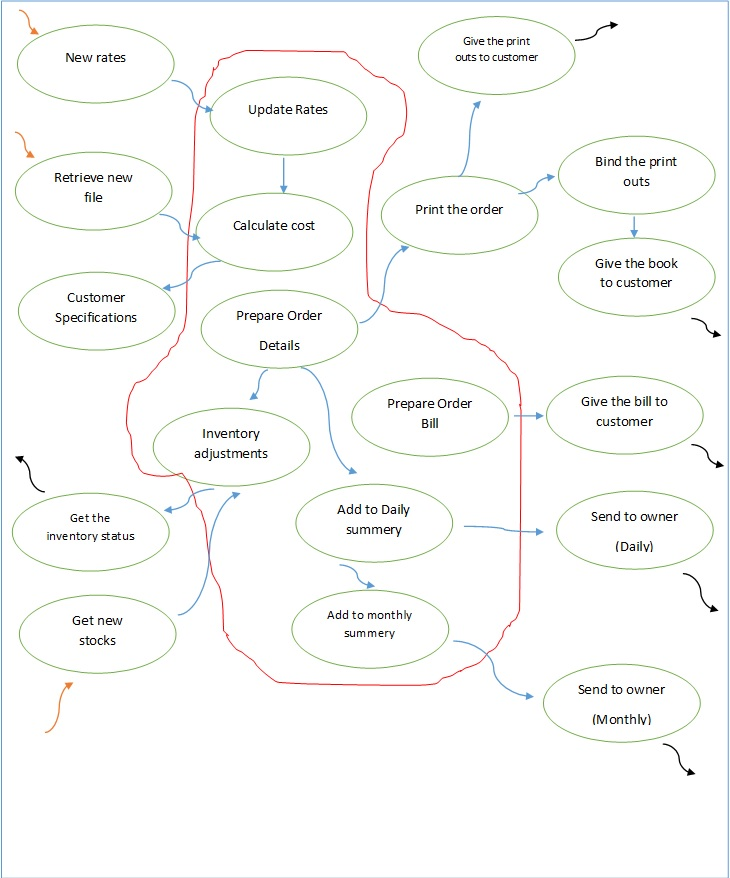 New rates
Give the print
outs to customer
Update Rates
Retrieve new
file
Bind the print
outs
Print the order
Calculate cost
Give the book
to customer
Customer
Specifications
Prepare Order
Details
Prepare Order
Bill
Give the bill to
customer
Inventory
adjustments
Get the
inventory status
Add to Daily
summery
Send to owner
(Daily)
Get new
stocks
Add to monthly
summery
Send to owner
(Monthly)